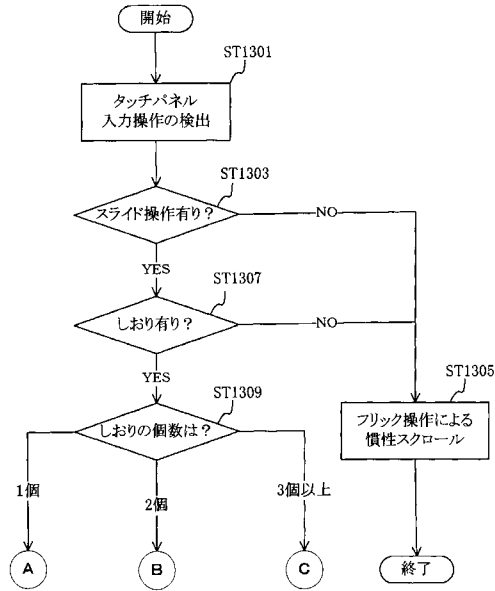 開始
ST1301
タッチパネル
入力操作の検出
ST1303
スライド操作有り？
NO
YES
ST1307
しおり有り？
NO
YES
ST1309
しおりの個数は？
ST1305
フリック操作による
慣性スクロール
1個
2個
3個以上
A
B
C
終了